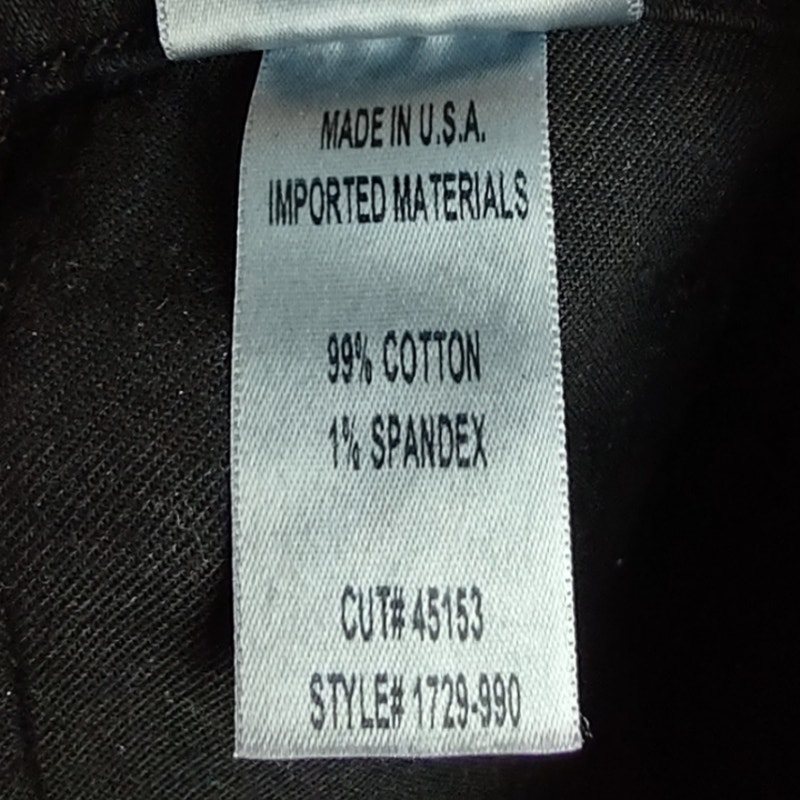 MADE IN U.S.A.
IMPORTED MATERIALS
99% COTTON
1% SPANDEX
CUT# 45153
STYLE# 1729-990